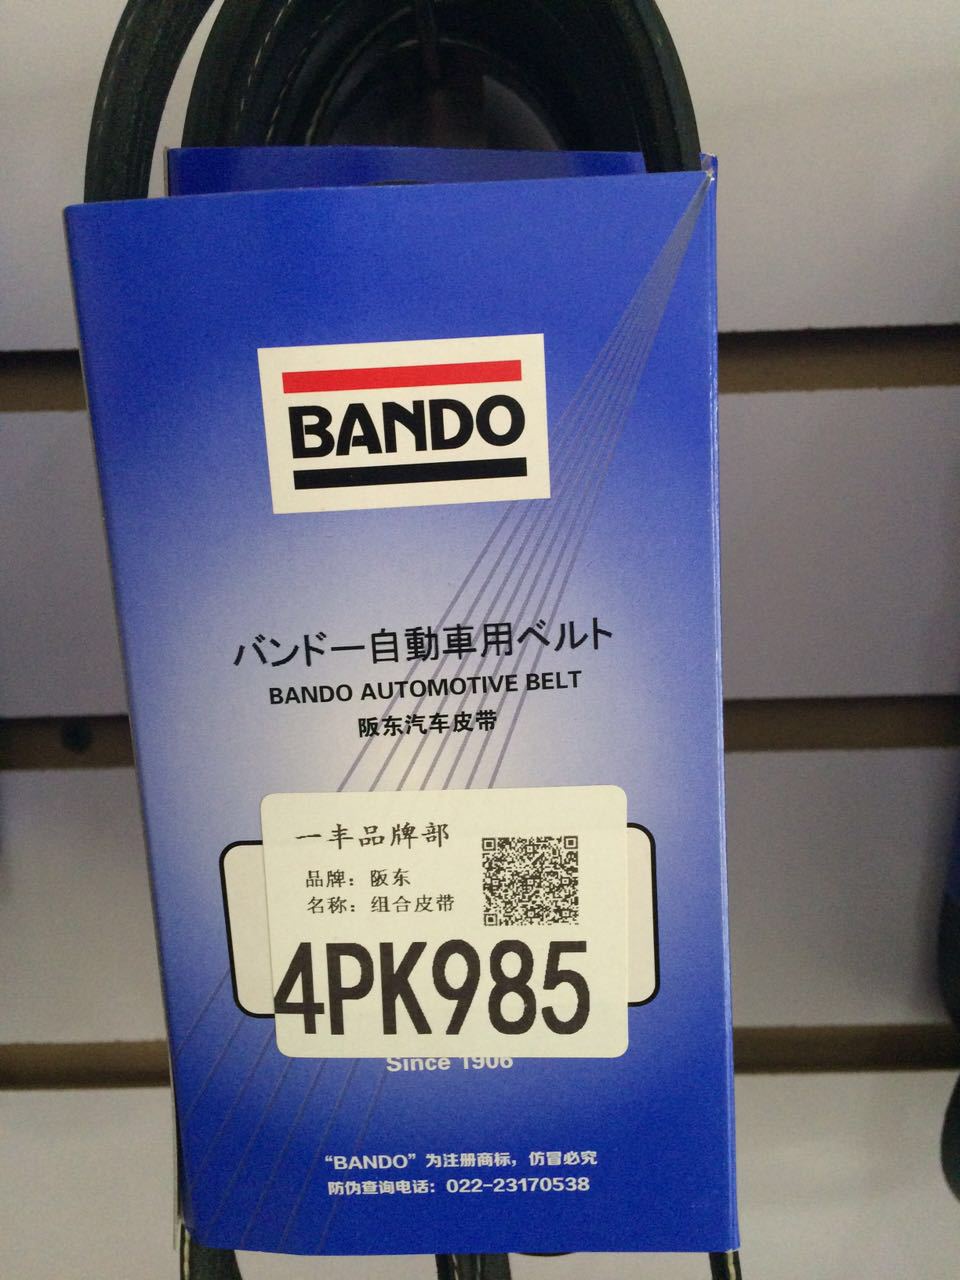 BANDO
バンドー自動車用ベルト
BANDO AUTOMOTIVE BELT
阪东汽车皮带
一丰品牌部
品牌：阪东
名称：组合皮带
4PK985
Since 1906
“BANDO”为注册商标，仿冒必究
防伪查询电话：022-23170538